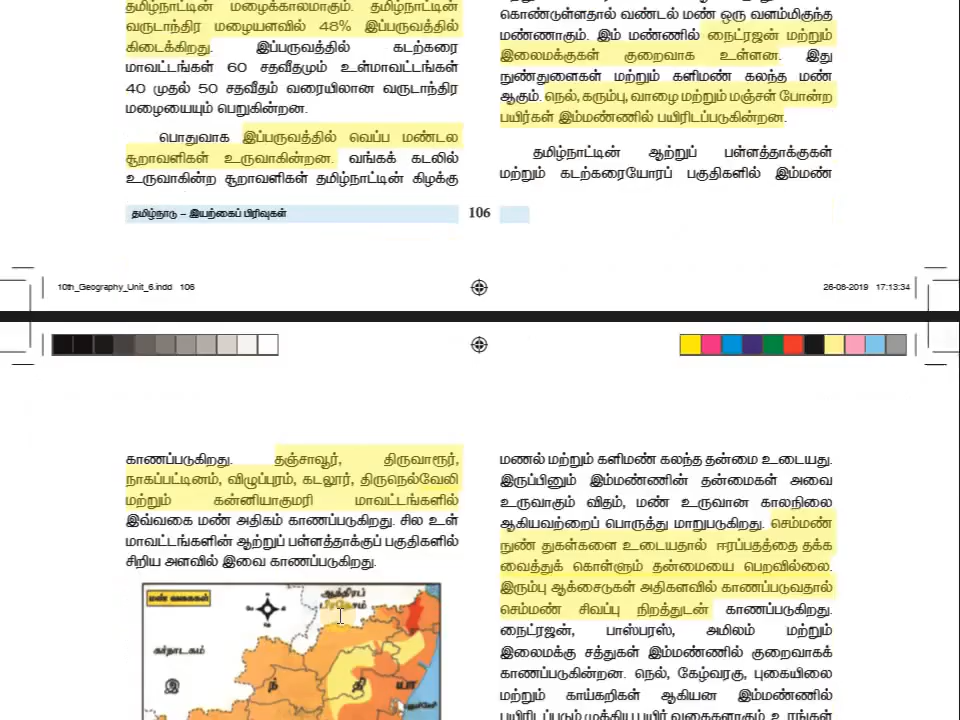 தமிழ்நாட்டின் மழைக்காலமாகும். தமிழ்நாட்டின்
வருடாந்திர மழையளவில் 48% இப்பருவத்தில்
கிடைக்கிறது. இப்பருவத்தில் கடற்கரை
மாவட்டங்கள் 60 சதவீதமும் உள்மாவட்டங்கள்
40 முதல் 50 சதவீதம் வரையிலான வருடாந்திர
மழையையும் பெறுகின்றன.
பொதுவாக இப்பருவத்தில் வெப்ப மண்டல
சூறாவளிகள் உருவாகின்றன. வங்கக் கடலில்
உருவாகின்ற சூறாவளிகள் தமிழ்நாட்டின் கிழக்கு
கொண்டுள்ளதால் வண்டல் மண் ஒரு வளம்மிகுந்த
மண்ணாகும். இம் மண்ணில் நைட்ரஜன் மற்றும்
இலைமக்குகள் குறைவாக உள்ளன. இது
நுண்துளைகள் மற்றும் களிமண் கலந்த மண்
ஆகும். நெல், கரும்பு, வாழை மற்றும் மஞ்சள் போன்ற
பயிர்கள் இம்மண்ணில் பயிரிடப்படுகின்றன.
தமிழ்நாட்டின் ஆற்றுப் பள்ளத்தாக்குகள்
மற்றும் கடற்கரையோரப் பகுதிகளில் இம்மண்
தமிழ்நாடு – இயற்கைப் பிரிவுகள்
106
10th_Geography_Unit_6.indd 106
26-08-2019 17:13:34
காணப்படுகிறது. தஞ்சாவூர், திருவாரூர்,
நாகப்பட்டினம், விழுப்புரம், கடலூர், திருநெல்வேலி
மற்றும் கன்னியாகுமரி மாவட்டங்களில்
இவ்வகை மண் அதிகம் காணப்படுகிறது. சில உள்
மாவட்டங்களின் ஆற்றுப் பள்ளத்தாக்குப் பகுதிகளில்
சிறிய அளவில் இவை காணப்படுகிறது.
மண் வகைகள்
ஆந்திரப்
பிரதேசம்
கர்நாடகம்
இ
ந்
தி
யா
மணல் மற்றும் களிமண் கலந்த தன்மை உடையது.
இருப்பினும் இம்மண்ணின் தன்மைகள் அவை
உருவாகும் விதம், மண் உருவான காலநிலை
ஆகியவற்றைப் பொருத்து மாறுபடுகிறது. செம்மண்
நுண் துகள்களை உடையதால் ஈரப்பதத்தை தக்க
வைத்துக் கொள்ளும் தன்மையை பெறவில்லை.
இரும்பு ஆக்சைடுகள் அதிகளவில் காணப்படுவதால்
செம்மண் சிவப்பு நிறத்துடன் காணப்படுகிறது.
நைட்ரஜன், பாஸ்பரஸ், அமிலம் மற்றும்
இலைமக்கு சத்துகள் இம்மண்ணில் குறைவாகக்
காணப்படுகின்றன. நெல், கேழ்வரகு, புகையிலை
மற்றும் காய்கறிகள் ஆகியன இம்மண்ணில்
பயிரிடப்படும் முக்கிய பயிர் வகைகளாகும். உரங்கள்